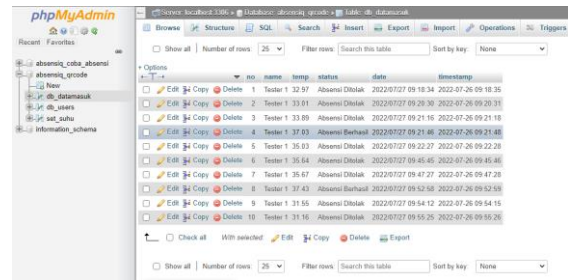 phpMyAdmin
Recent Favorites
absensiq_coba_absensi
absensiq_qrcode
New
db_datamasuk
db_users
set_suhu
information_schema
Server: localhost:3306 » Database: absensiq_qrcode » Table: db_datamasuk
Browse Structure SQL Search Insert Export Import Operations Triggers
Show all Number of rows: 25 Filter rows: Search this table Sort by key: None
+ Options
no name temp status date timestamp
Edit Copy Delete 1 Tester 1 32.97 Absensi Ditolak 2022/07/27 09:18:34 2022-07-26 09:18:35
Edit Copy Delete 2 Tester 1 33.01 Absensi Ditolak 2022/07/27 09:20:30 2022-07-26 09:20:31
Edit Copy Delete 3 Tester 1 33.89 Absensi Ditolak 2022/07/27 09:21:16 2022-07-26 09:21:18
Edit Copy Delete 4 Tester 1 37.03 Absensi Berhasil 2022/07/27 09:21:46 2022-07-26 09:21:48
Edit Copy Delete 5 Tester 1 35.03 Absensi Ditolak 2022/07/27 09:22:27 2022-07-26 09:22:28
Edit Copy Delete 6 Tester 1 35.64 Absensi Ditolak 2022/07/27 09:45:45 2022-07-26 09:45:46
Edit Copy Delete 7 Tester 1 35.67 Absensi Ditolak 2022/07/27 09:47:27 2022-07-26 09:47:28
Edit Copy Delete 8 Tester 1 37.43 Absensi Berhasil 2022/07/27 09:52:58 2022-07-26 09:52:59
Edit Copy Delete 9 Tester 1 31.55 Absensi Ditolak 2022/07/27 09:54:12 2022-07-26 09:54:15
Edit Copy Delete 10 Tester 1 31.16 Absensi Ditolak 2022/07/27 09:55:25 2022-07-26 09:55:26
Check all With selected: Edit Copy Delete Export
Show all Number of rows: 25 Filter rows: Search this table Sort by key: None